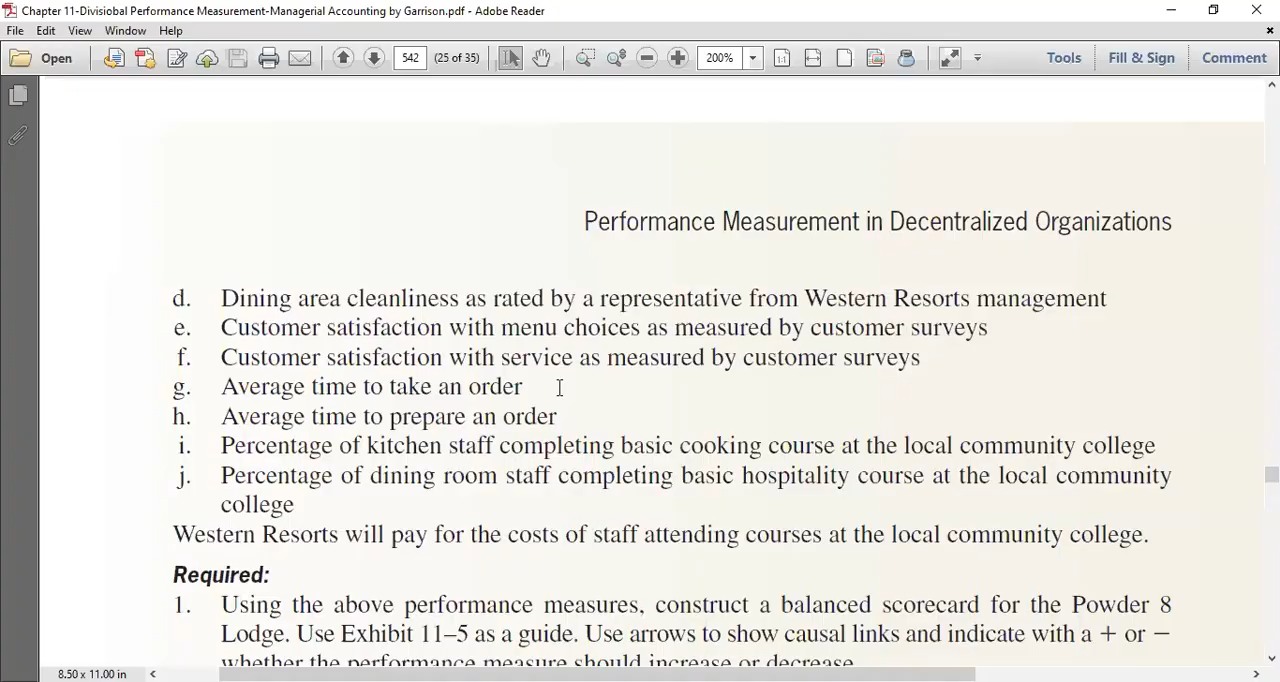 Chapter 11-Divisiobal Performance Measurement-Managerial Accounting by Garrison.pdf - Adobe Reader
File Edit View Window Help
Open 542 (25 of 35) 200% Tools Fill & Sign Comment
Performance Measurement in Decentralized Organizations
d. Dining area cleanliness as rated by a representative from Western Resorts management
e. Customer satisfaction with menu choices as measured by customer surveys
f. Customer satisfaction with service as measured by customer surveys
g. Average time to take an order
h. Average time to prepare an order
i. Percentage of kitchen staff completing basic cooking course at the local community college
j. Percentage of dining room staff completing basic hospitality course at the local community
college
Western Resorts will pay for the costs of staff attending courses at the local community college.
Required:
1. Using the above performance measures, construct a balanced scorecard for the Powder 8
Lodge. Use Exhibit 11–5 as a guide. Use arrows to show causal links and indicate with a + or −
whether the performance measure should increase or decrease.
8.50 x 11.00 in